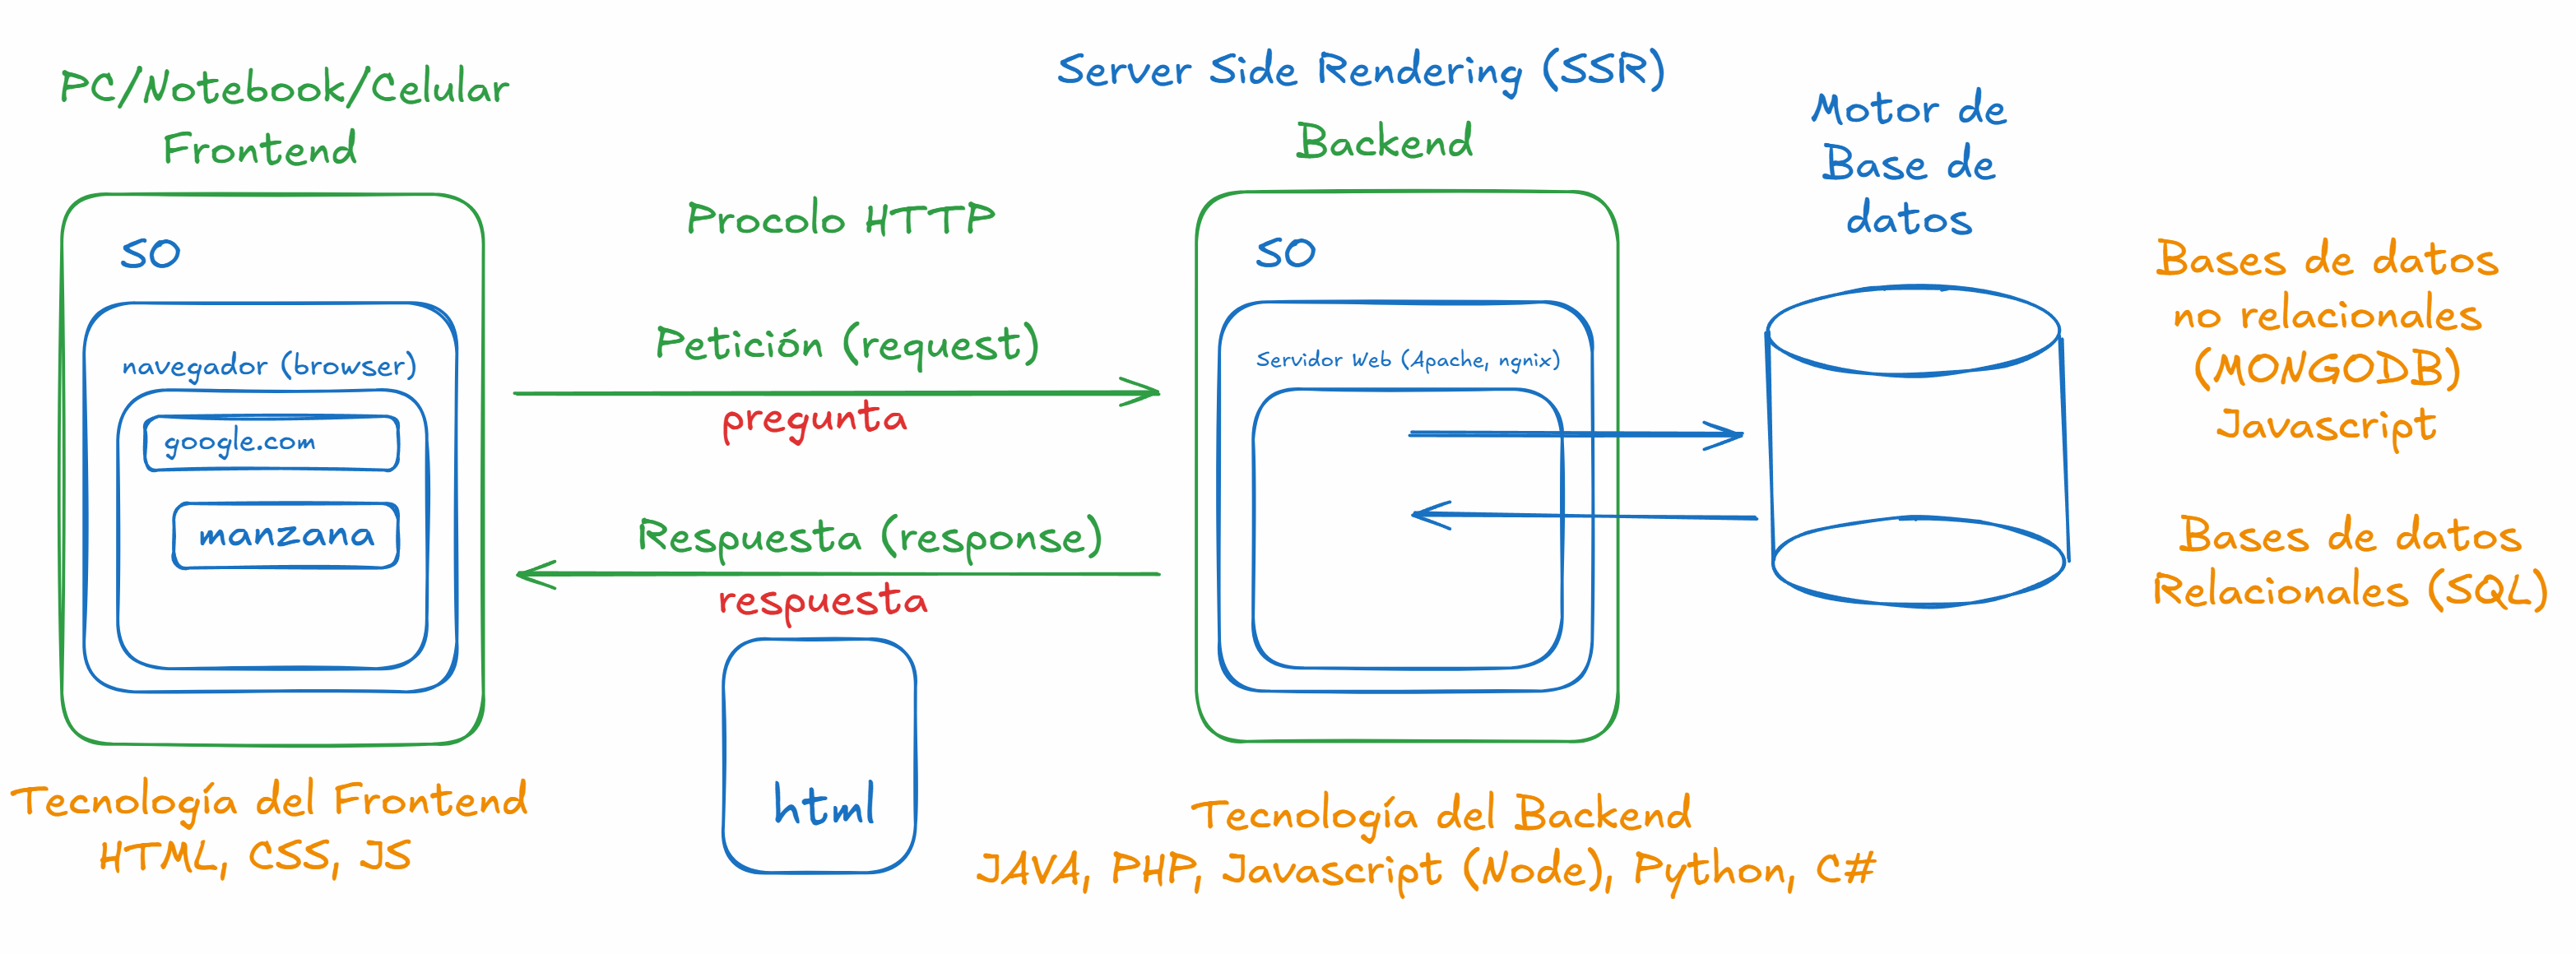 PC/Notebook/Celular
Frontend
SO
navegador (browser)
google.com
manzana
Tecnología del Frontend
HTML, CSS, JS
Procolo HTTP
Petición (request)
pregunta
Respuesta (response)
respuesta
html
Server Side Rendering (SSR)
Backend
SO
Servidor Web (Apache, ngnix)
Tecnología del Backend
JAVA, PHP, Javascript (Node), Python, C#
Motor de
Base de
datos
Bases de datos
no relacionales
(MONGODB)
Javascript
Bases de datos
Relacionales (SQL)